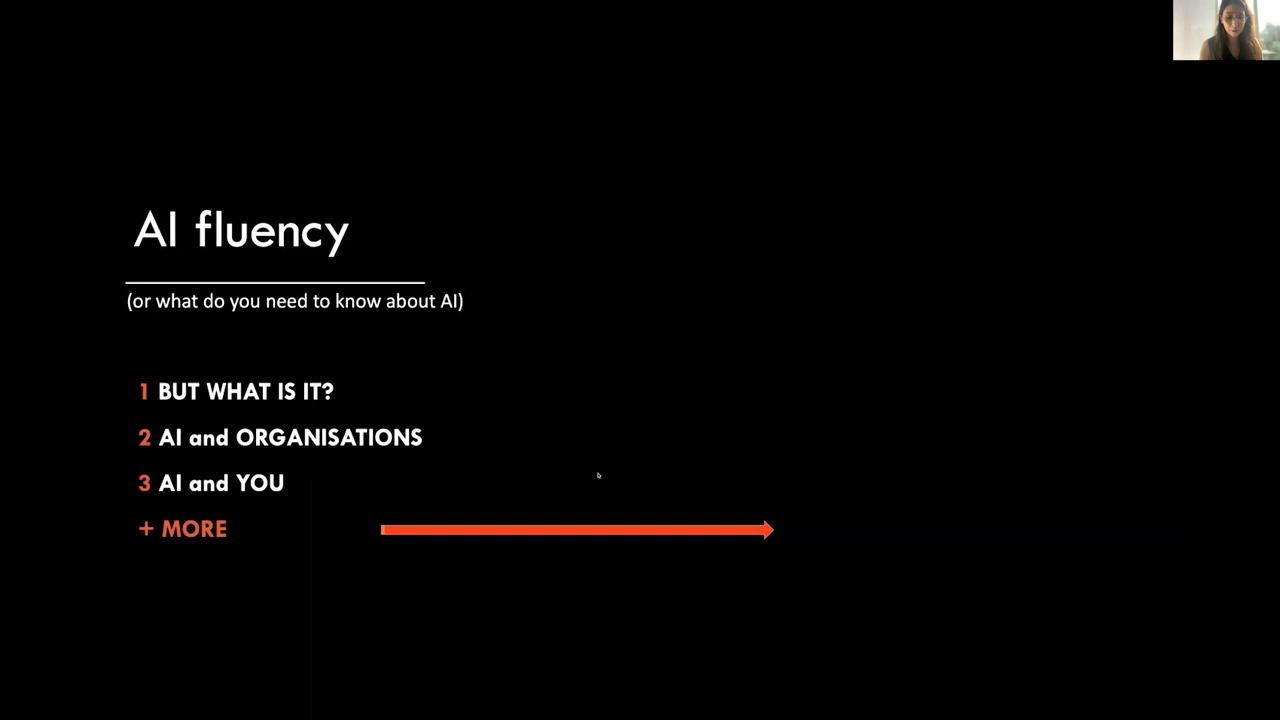 AI fluency
(or what do you need to know about AI)
1 BUT WHAT IS IT?
2 AI and ORGANISATIONS
3 AI and YOU
+ MORE